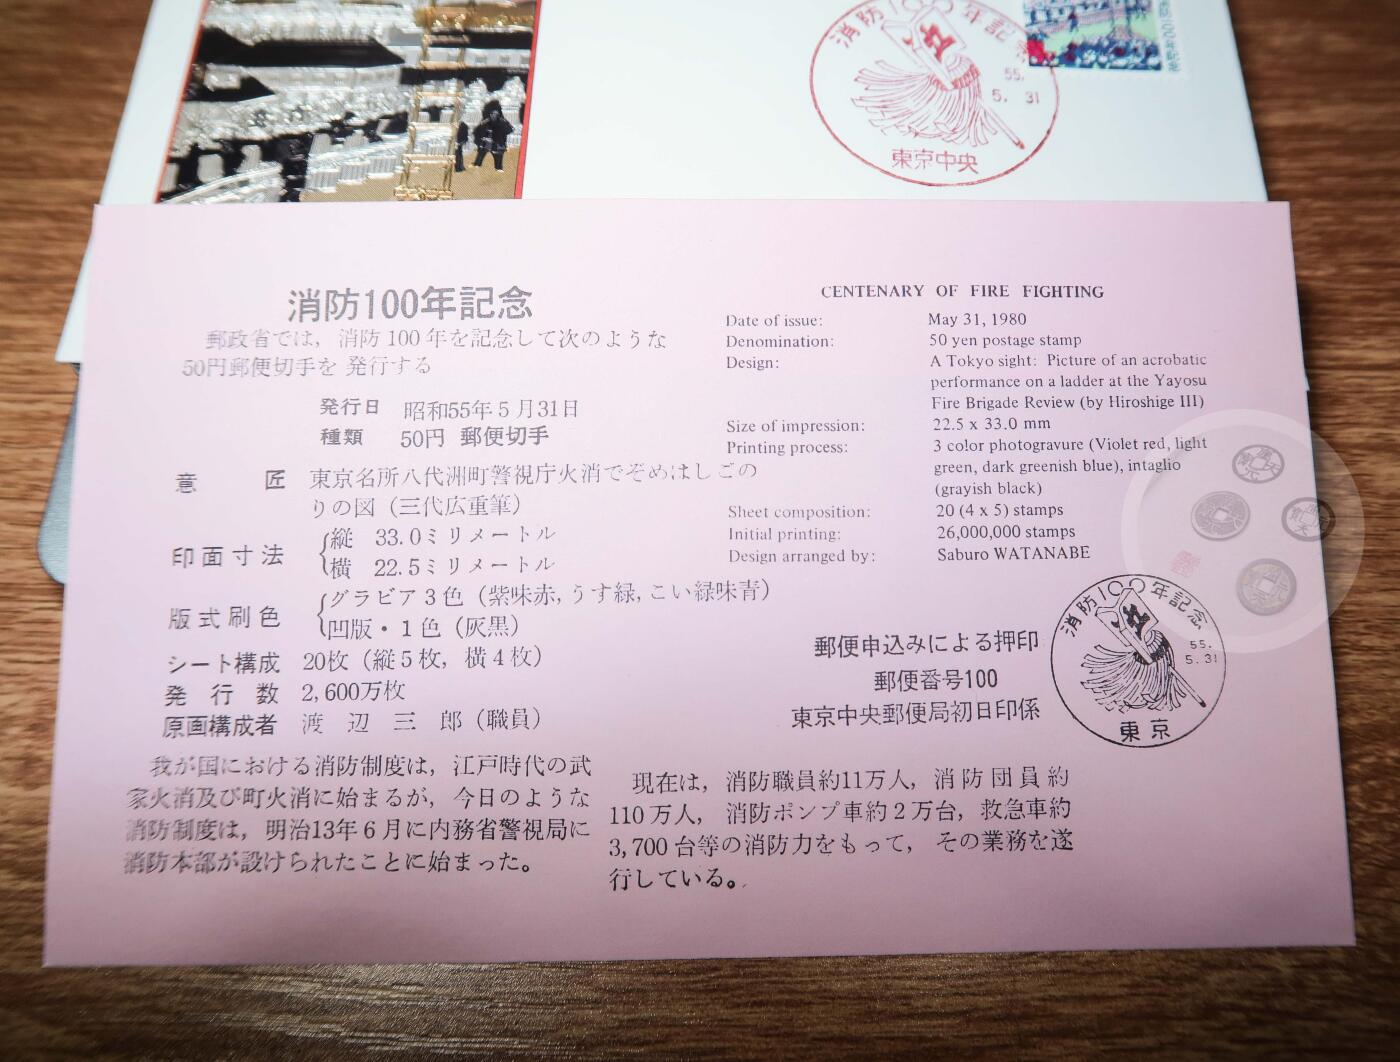 消防100年記念
55.
5. 31
東京中央
消防100年記念
郵政省では，消防100年を記念して次のような
50円郵便切手を発行する
発行日 昭和55年5月31日
種類 50円 郵便切手
意匠 東京名所八代洲町警視庁火消でぞめはしごの
りの図（三代広重筆）
印面寸法 縦 33.0ミリメートル
横 22.5ミリメートル
版式刷色 グラビア3色（紫味赤，うす緑，こい緑味青）
凹版・1色（灰黒）
シート構成 20枚（縦5枚，横4枚）
発行数 2,600万枚
原画構成者 渡辺三郎（職員）
我が国における消防制度は，江戸時代の武
家火消及び町火消に始まるが，今日のような
消防制度は，明治13年6月に内務省警視局に
消防本部が設けられたことに始まった。
CENTENARY OF FIRE FIGHTING
Date of issue: May 31, 1980
Denomination: 50 yen postage stamp
Design: A Tokyo sight: Picture of an acrobatic
performance on a ladder at the Yayosu
Fire Brigade Review (by Hiroshige III)
Size of impression: 22.5 x 33.0 mm
Printing process: 3 color photogravure (Violet red, light
green, dark greenish blue), intaglio
(grayish black)
Sheet composition: 20 (4 x 5) stamps
Initial printing: 26,000,000 stamps
Design arranged by: Saburo WATANABE
郵便申込みによる押印
郵便番号100
東京中央郵便局初日印係
消防100年記念
55.
5. 31
東京
現在は，消防職員約11万人，消防団員約
110万人，消防ポンプ車約2万台，救急車約
3,700台等の消防力をもって，その業務を遂
行している。